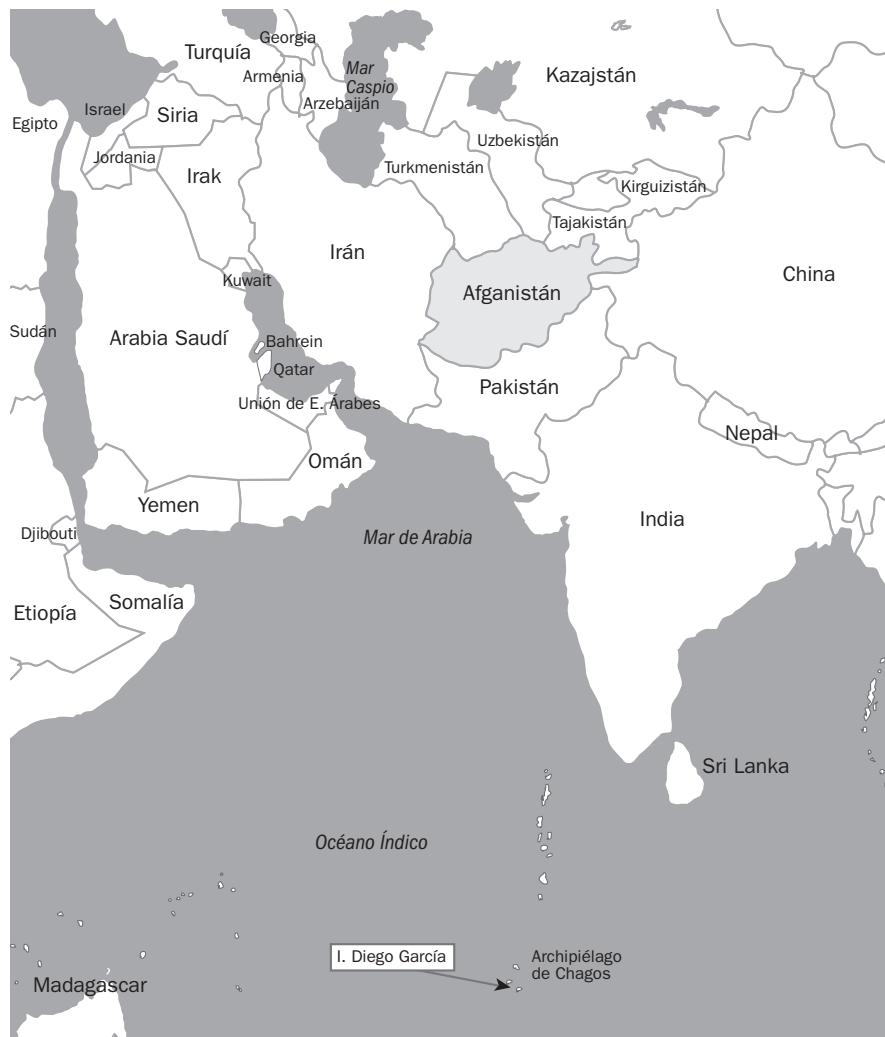 Georgia
Turquía
Mar
Caspio
Kazajstán
Armenia
Arzebaiján
Israel
Siria
Egipto
Uzbekistán
Jordania
Turkmenistán
Irak
Kirguizistán
Tajakistán
Irán
Kuwait
China
Afganistán
Sudán
Arabia Saudí
Bahrein
Qatar
Pakistán
Unión de E. Árabes
Nepal
Omán
Yemen
India
Djibouti
Mar de Arabia
Somalía
Etiopía
Sri Lanka
Océano Índico
I. Diego García
Archipiélago
de Chagos
Madagascar